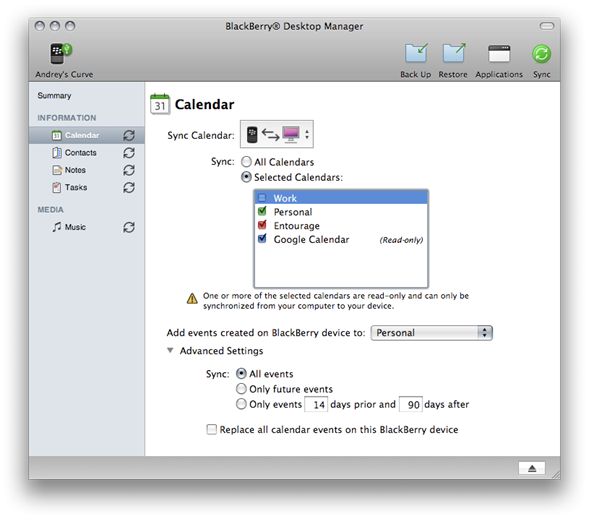 BlackBerry® Desktop Manager
Andrey's Curve
Back Up
Restore
Applications
Sync
Summary
INFORMATION
Calendar
Contacts
Notes
Tasks
MEDIA
Music
31 Calendar
Sync Calendar:
Sync: All Calendars
Selected Calendars:
Work
Personal
Entourage
Google Calendar (Read-only)
One or more of the selected calendars are read-only and can only be
synchronized from your computer to your device.
Add events created on BlackBerry device to: Personal
Advanced Settings
Sync: All events
Only future events
Only events 14 days prior and 90 days after
Replace all calendar events on this BlackBerry device